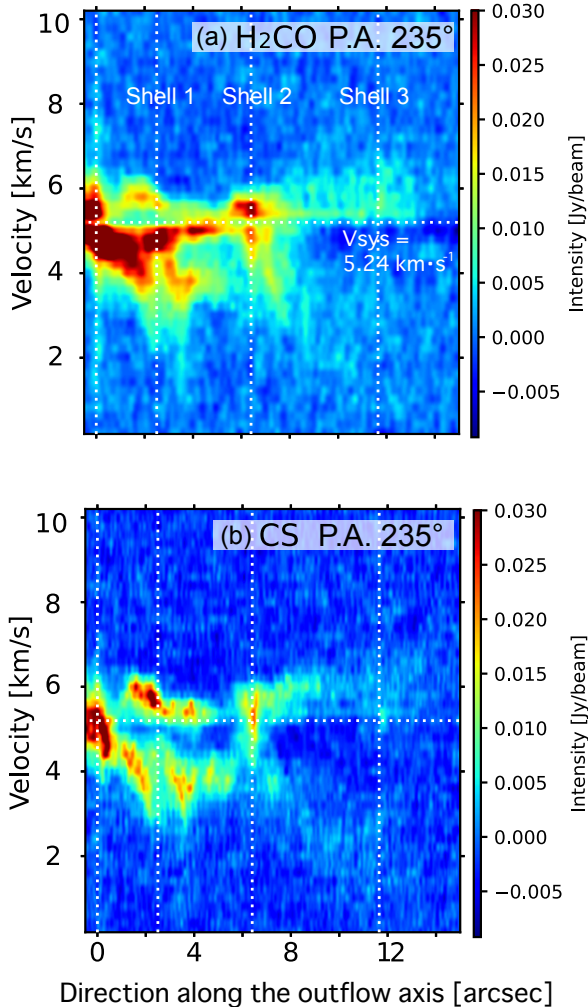 (a) H₂CO P.A. 235°
Shell 1 Shell 2 Shell 3
Vsys =
5.24 km·s⁻¹
Velocity [km/s]
10
8
6
4
2
0.030
0.025
0.020
0.015
0.010
0.005
0.000
−0.005
Intensity [Jy/beam]
(b) CS P.A. 235°
Velocity [km/s]
10
8
6
4
2
0 4 8 12
0.030
0.025
0.020
0.015
0.010
0.005
0.000
−0.005
Intensity [Jy/beam]
Direction along the outflow axis [arcsec]